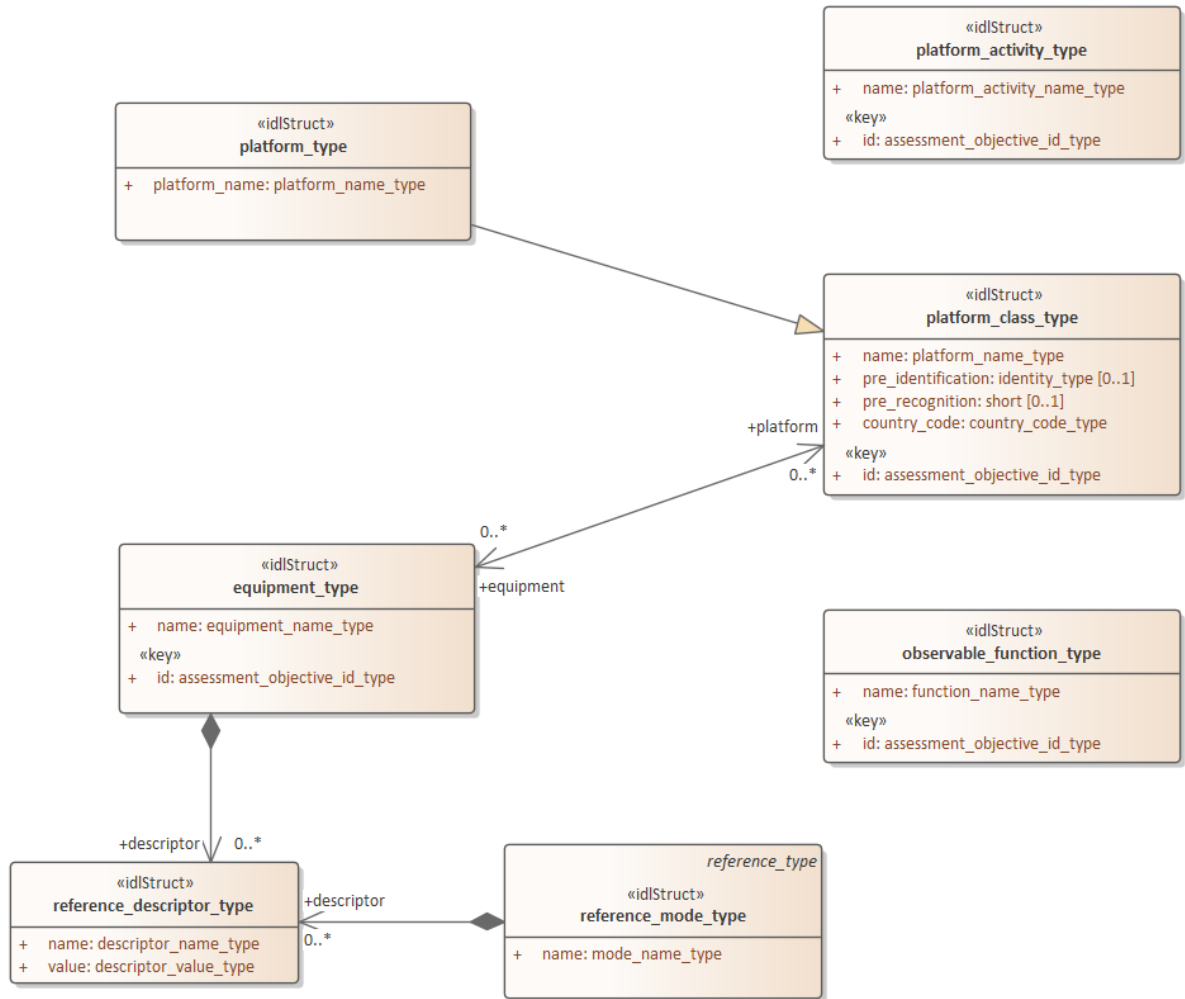 «idlStruct»
platform_activity_type
+ name: platform_activity_name_type
«key»
+ id: assessment_objective_id_type
«idlStruct»
platform_type
+ platform_name: platform_name_type
«idlStruct»
platform_class_type
+ name: platform_name_type
+ pre_identification: identity_type [0..1]
+ pre_recognition: short [0..1]
+ country_code: country_code_type
«key»
+ id: assessment_objective_id_type
+platform
0..*
0..*
+equipment
«idlStruct»
equipment_type
+ name: equipment_name_type
«key»
+ id: assessment_objective_id_type
«idlStruct»
observable_function_type
+ name: function_name_type
«key»
+ id: assessment_objective_id_type
+descriptor 0..*
«idlStruct»
reference_descriptor_type
+ name: descriptor_name_type
+ value: descriptor_value_type
+descriptor
0..*
reference_type
«idlStruct»
reference_mode_type
+ name: mode_name_type